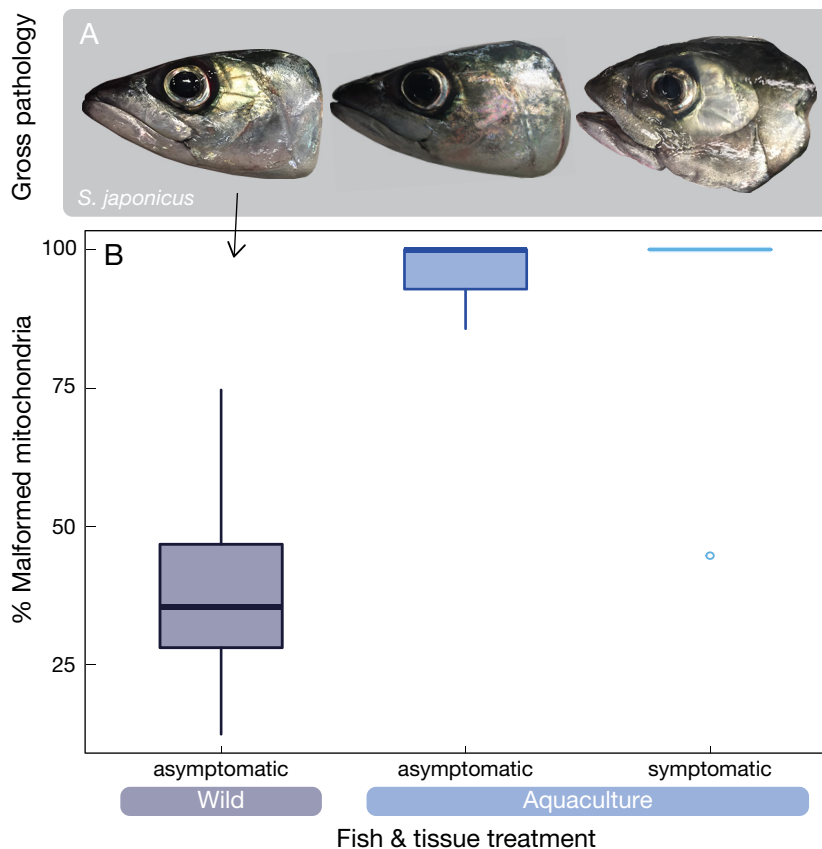 Gross pathology
A
S. japonicus
B
% Malformed mitochondria
100
75
50
25
asymptomatic asymptomatic symptomatic
Wild Aquaculture
Fish & tissue treatment